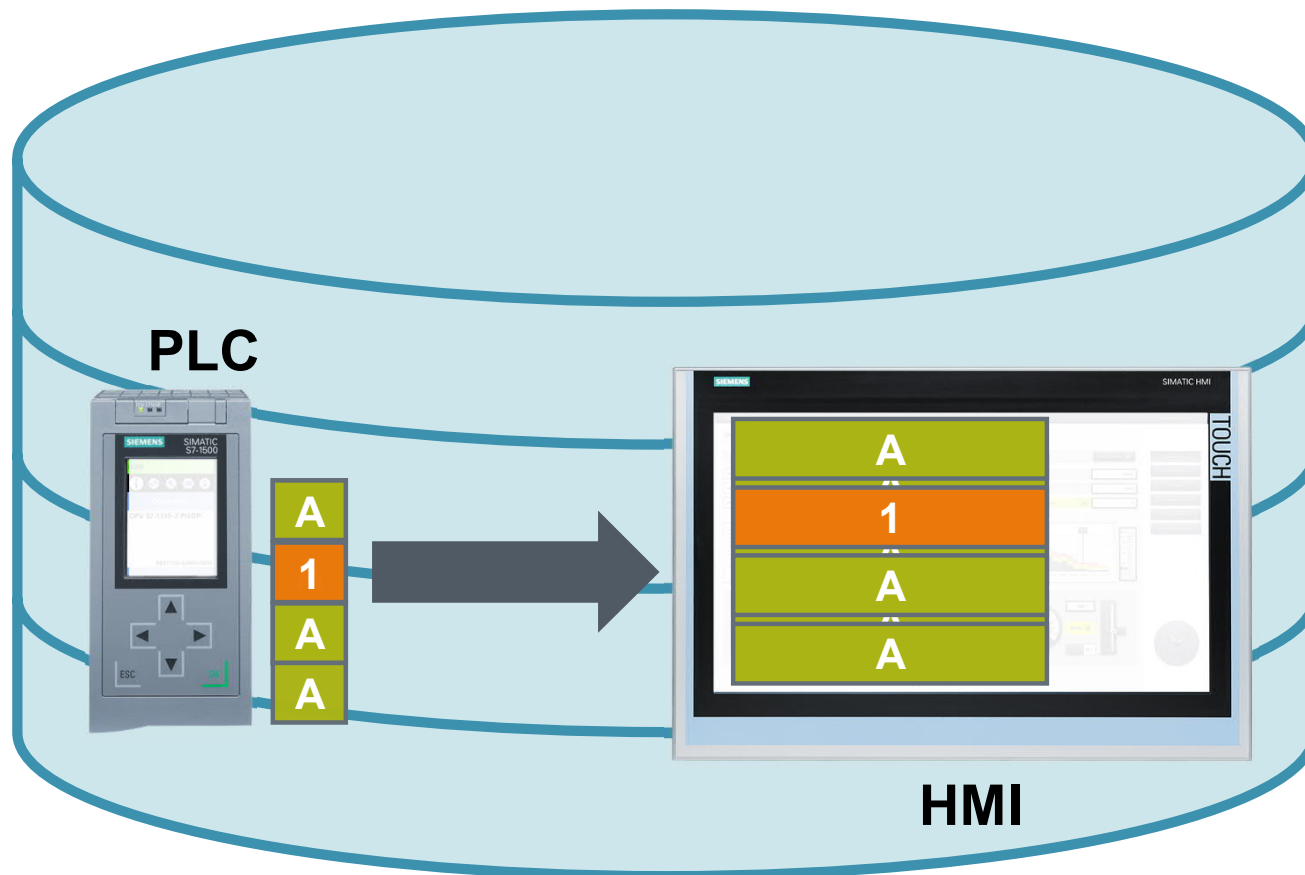 PLC
SIEMENS
SIMATIC
S7-1500
ESC
OK
A
1
A
A
SIEMENS
SIMATIC HMI
TOUCH
A
1
A
A
HMI